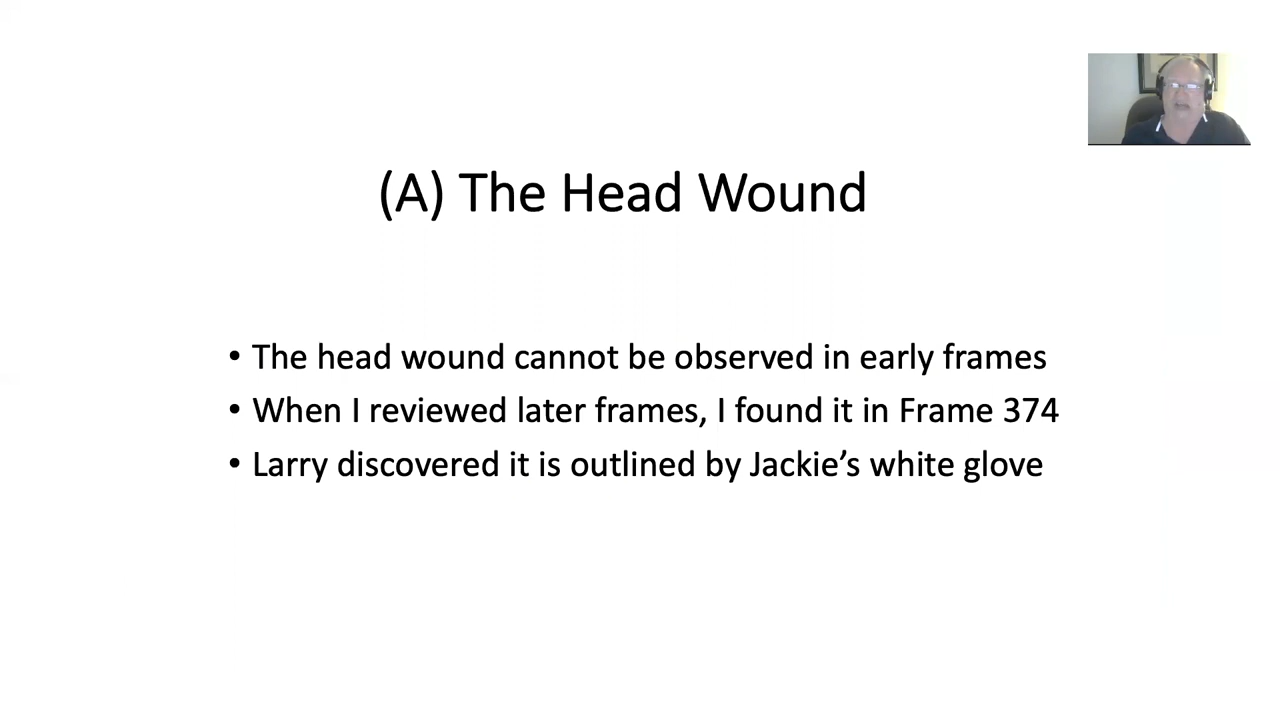 (A) The Head Wound
• The head wound cannot be observed in early frames
• When I reviewed later frames, I found it in Frame 374
• Larry discovered it is outlined by Jackie’s white glove